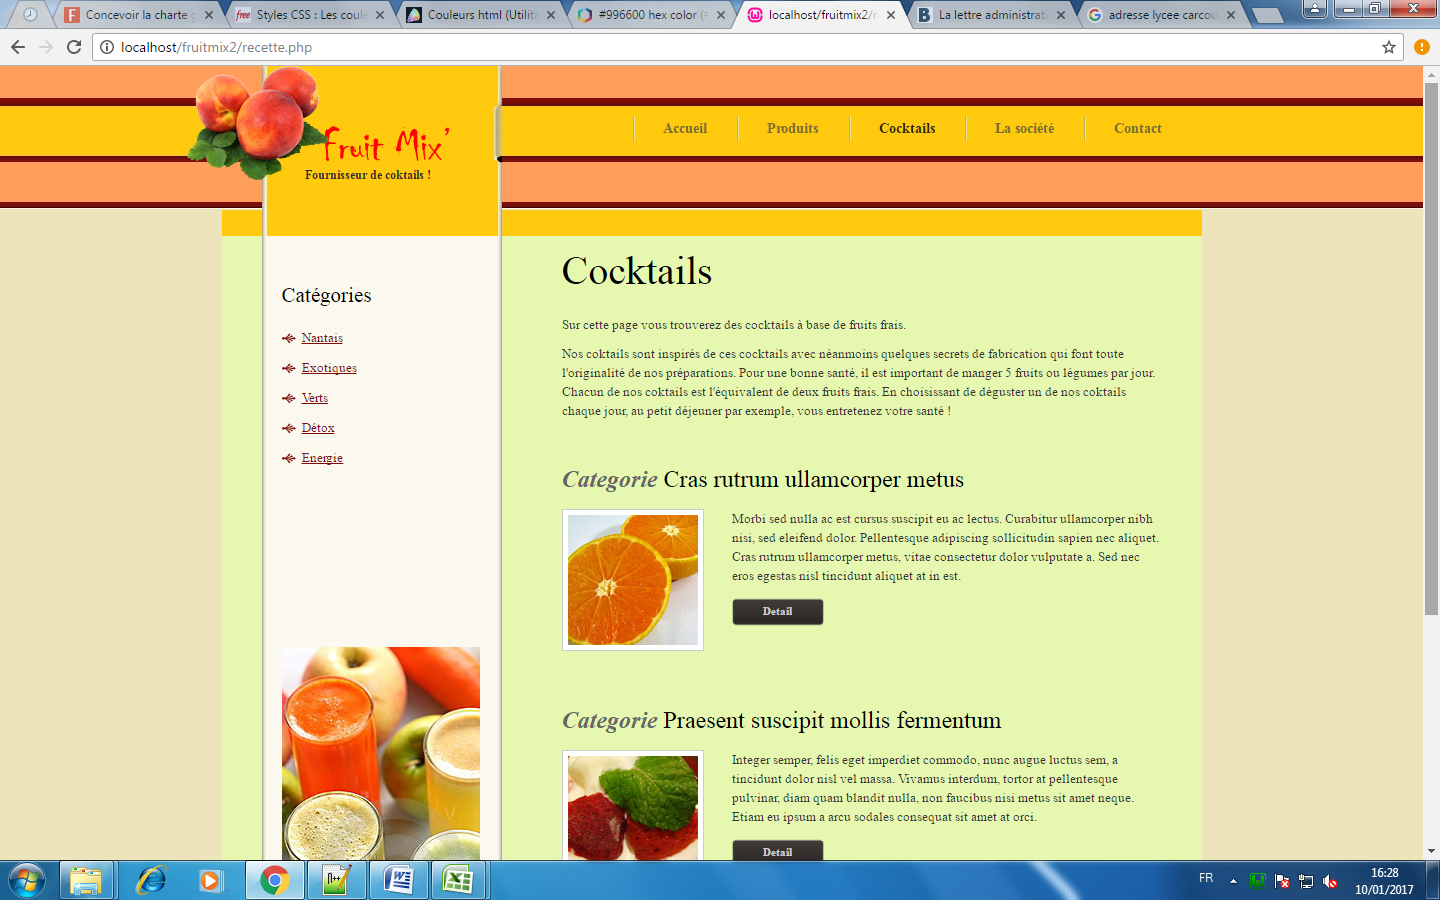 Concevoir la charte g
Styles CSS : Les coule
Couleurs html (Utilita
#996600 hex color (#
localhost/fruitmix2/r
La lettre administrati
adresse lycee carcou
localhost/fruitmix2/recette.php
Fruit Mix'
Fournisseur de coktails !
Accueil
Produits
Cocktails
La société
Contact
Catégories
Nantais
Exotiques
Verts
Détox
Energie
Cocktails
Sur cette page vous trouverez des cocktails à base de fruits frais.
Nos coktails sont inspirés de ces cocktails avec néanmoins quelques secrets de fabrication qui font toute
l'originalité de nos préparations. Pour une bonne santé, il est important de manger 5 fruits ou légumes par jour.
Chacun de nos coktails est l'équivalent de deux fruits frais. En choisissant de déguster un de nos coktails
chaque jour, au petit déjeuner par exemple, vous entretenez votre santé !
Categorie Cras rutrum ullamcorper metus
Morbi sed nulla ac est cursus suscipit eu ac lectus. Curabitur ullamcorper nibh
nisi, sed eleifend dolor. Pellentesque adipiscing sollicitudin sapien nec aliquet.
Cras rutrum ullamcorper metus, vitae consectetur dolor vulputate a. Sed nec
eros egestas nisl tincidunt aliquet at in est.
Detail
Categorie Praesent suscipit mollis fermentum
Integer semper, felis eget imperdiet commodo, nunc augue luctus sem, a
tincidunt dolor nisl vel massa. Vivamus interdum, tortor at pellentesque
pulvinar, diam quam blandit nulla, non faucibus nisi metus sit amet neque.
Etiam eu ipsum a arcu sodales consequat sit amet at orci.
Detail
FR
16:28
10/01/2017